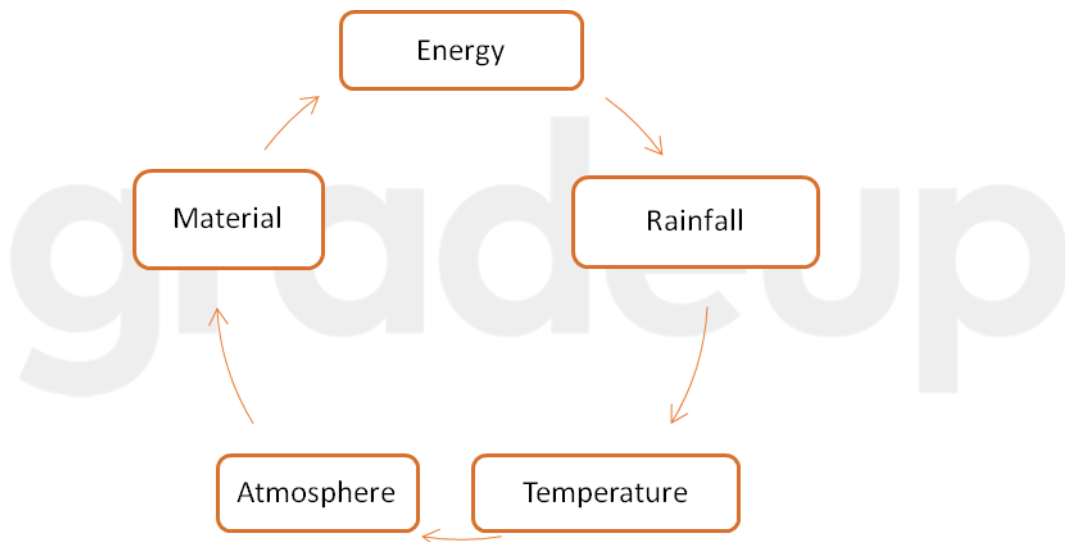 Energy
Material
Rainfall
Atmosphere
Temperature
gradeup